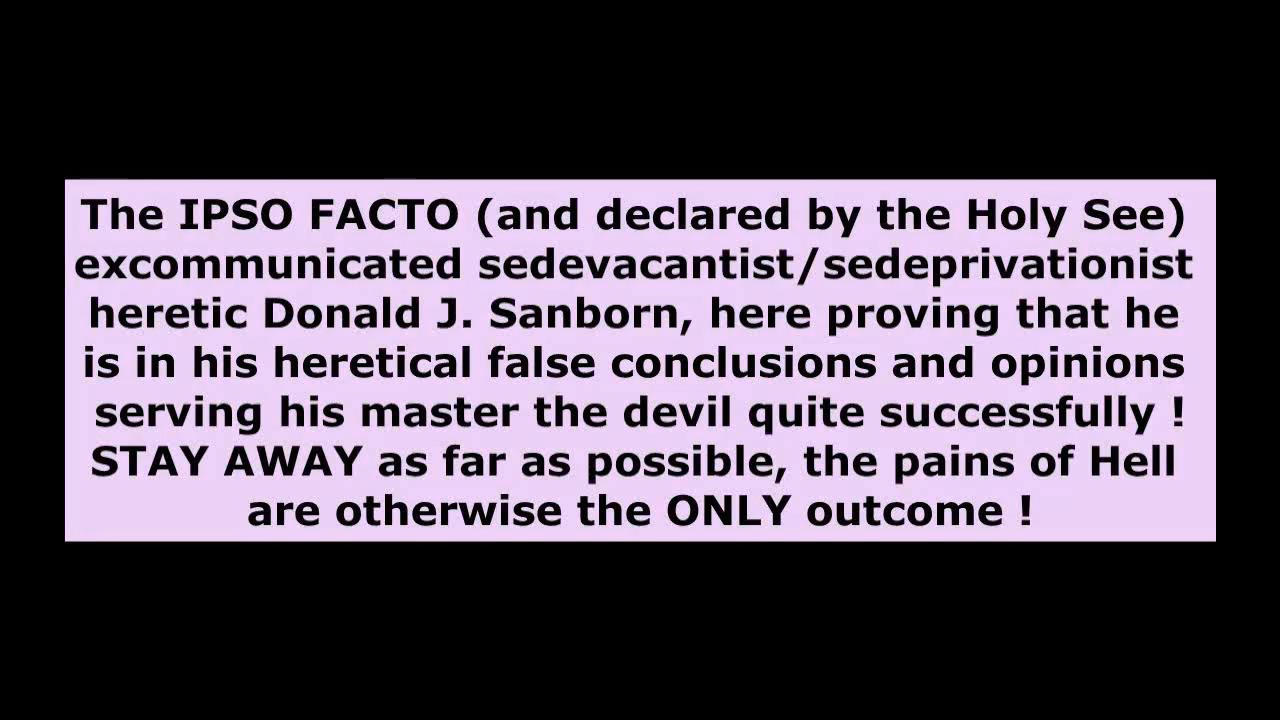 The IPSO FACTO (and declared by the Holy See)
excommunicated sedevacantist/sedeprivationist
heretic Donald J. Sanborn, here proving that he
is in his heretical false conclusions and opinions
serving his master the devil quite successfully !
STAY AWAY as far as possible, the pains of Hell
are otherwise the ONLY outcome !